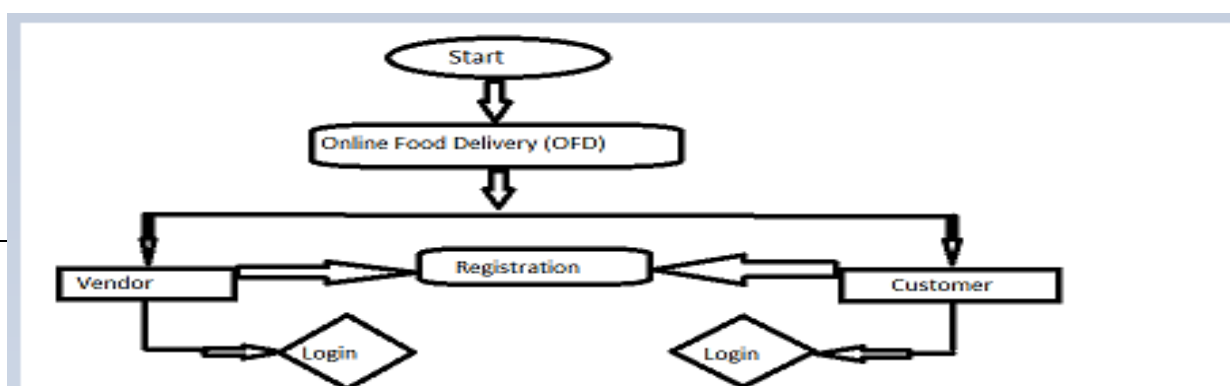 Start
Online Food Delivery (OFD)
Registration
Vendor
Customer
Login
Login